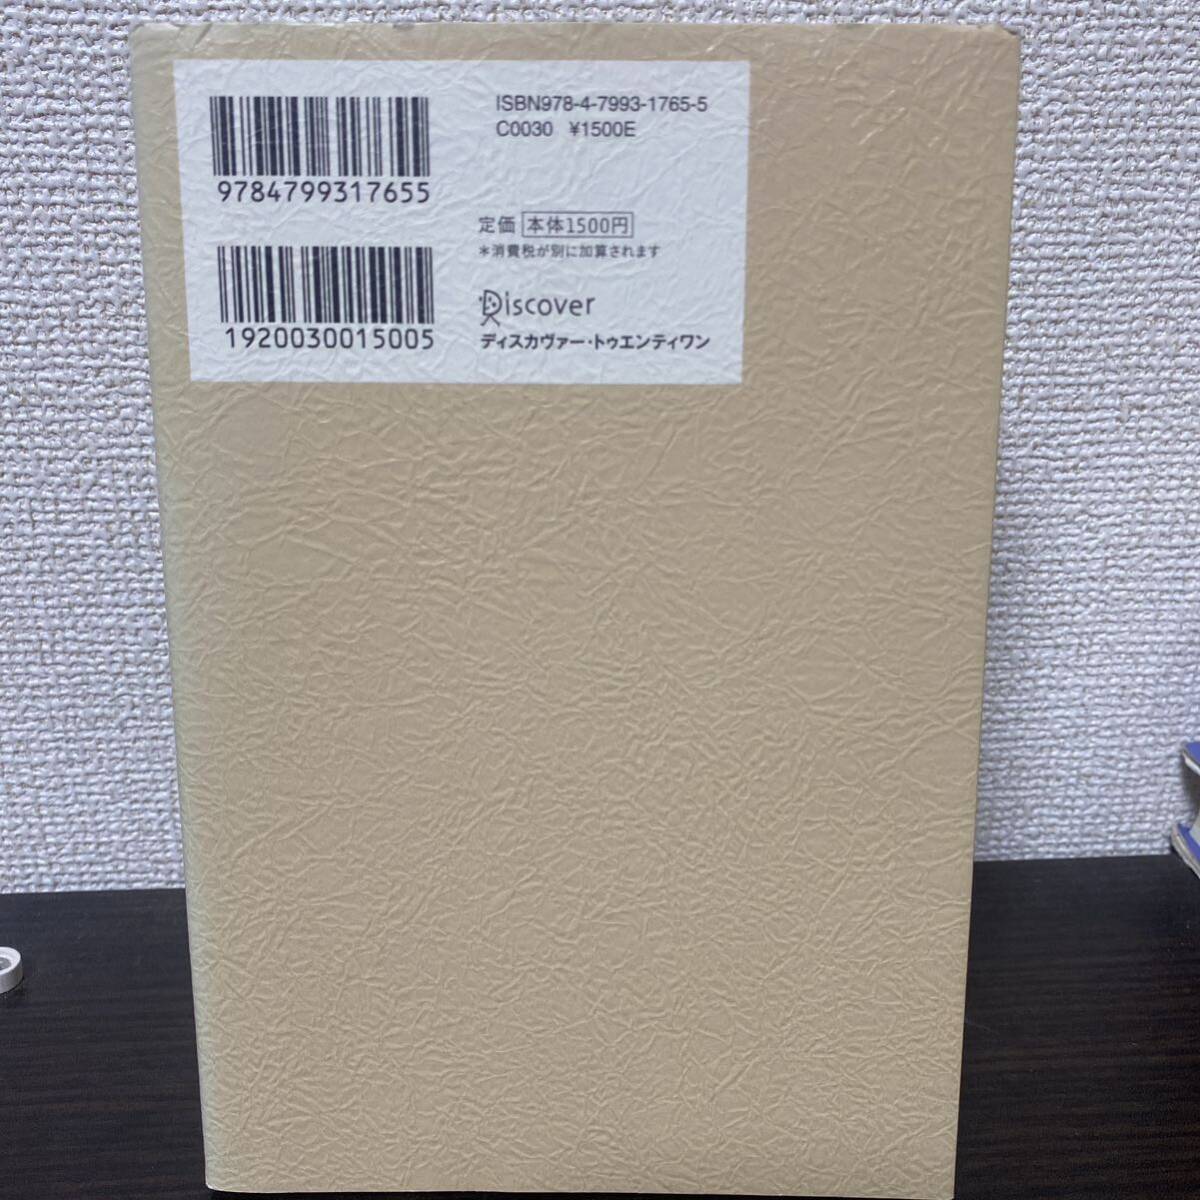 9784799317655
1920030015005
ISBN978-4-7993-1765-5
C0030 ¥1500E
定価 本体1500円
*消費税が別に加算されます
Discover
ディスカヴァー・トゥエンティワン